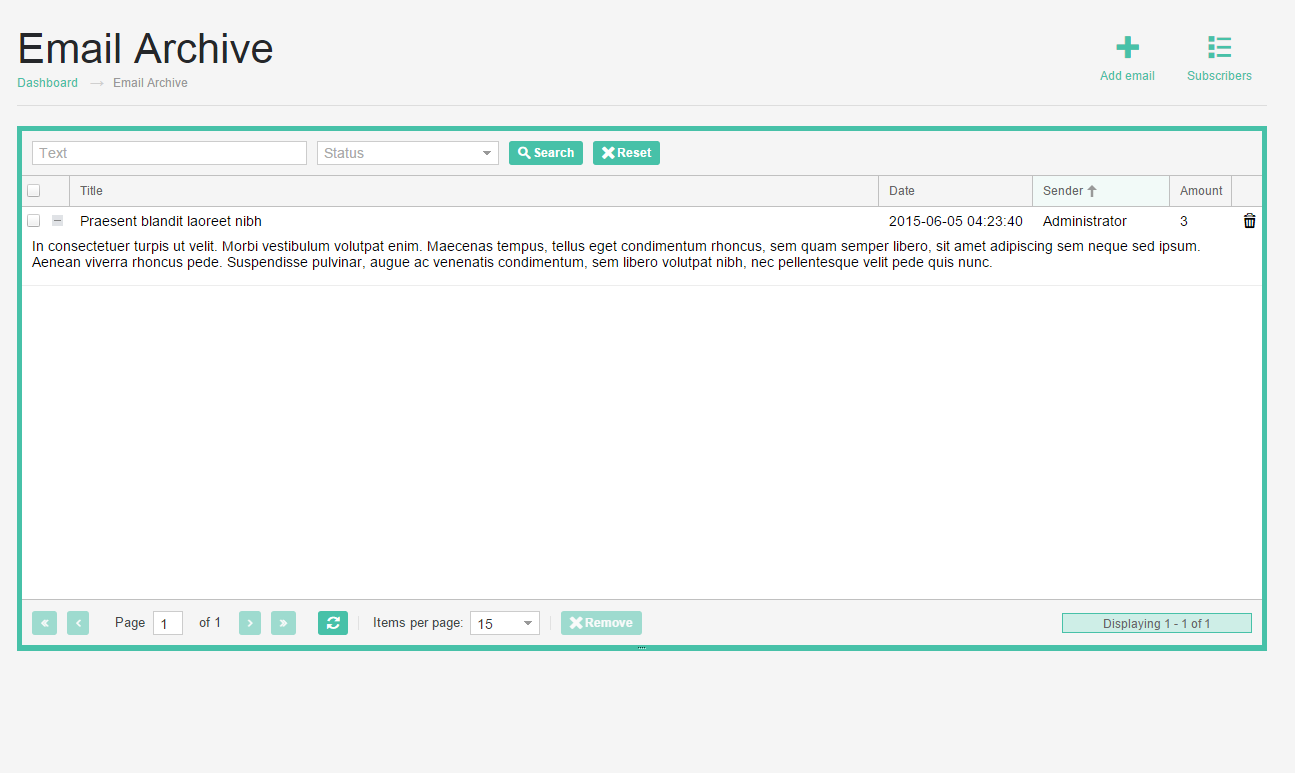 Email Archive
Add email
Subscribers
Dashboard → Email Archive
Text
Status
Search
Reset
Title
Date
Sender
Amount
Praesent blandit laoreet nibh
2015-06-05 04:23:40
Administrator
3
In consectetuer turpis ut velit. Morbi vestibulum volutpat enim. Maecenas tempus, tellus eget condimentum rhoncus, sem quam semper libero, sit amet adipiscing sem neque sed ipsum.
Aenean viverra rhoncus pede. Suspendisse pulvinar, augue ac venenatis condimentum, sem libero volutpat nibh, nec pellentesque velit pede quis nunc.
Page 1 of 1
Items per page: 15
Remove
Displaying 1 - 1 of 1